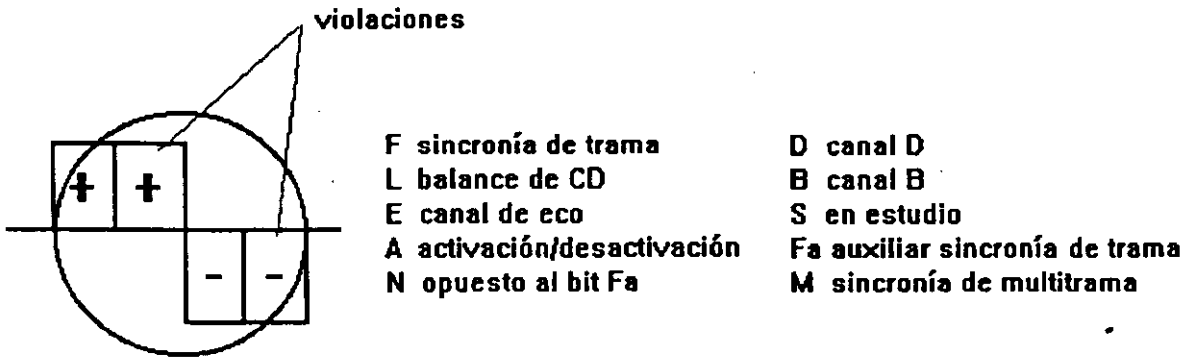 violaciones
+ +
- -
F sincronía de trama
L balance de CD
E canal de eco
A activación/desactivación
N opuesto al bit Fa
D canal D
B canal B
S en estudio
Fa auxiliar sincronía de trama
M sincronía de multitrama